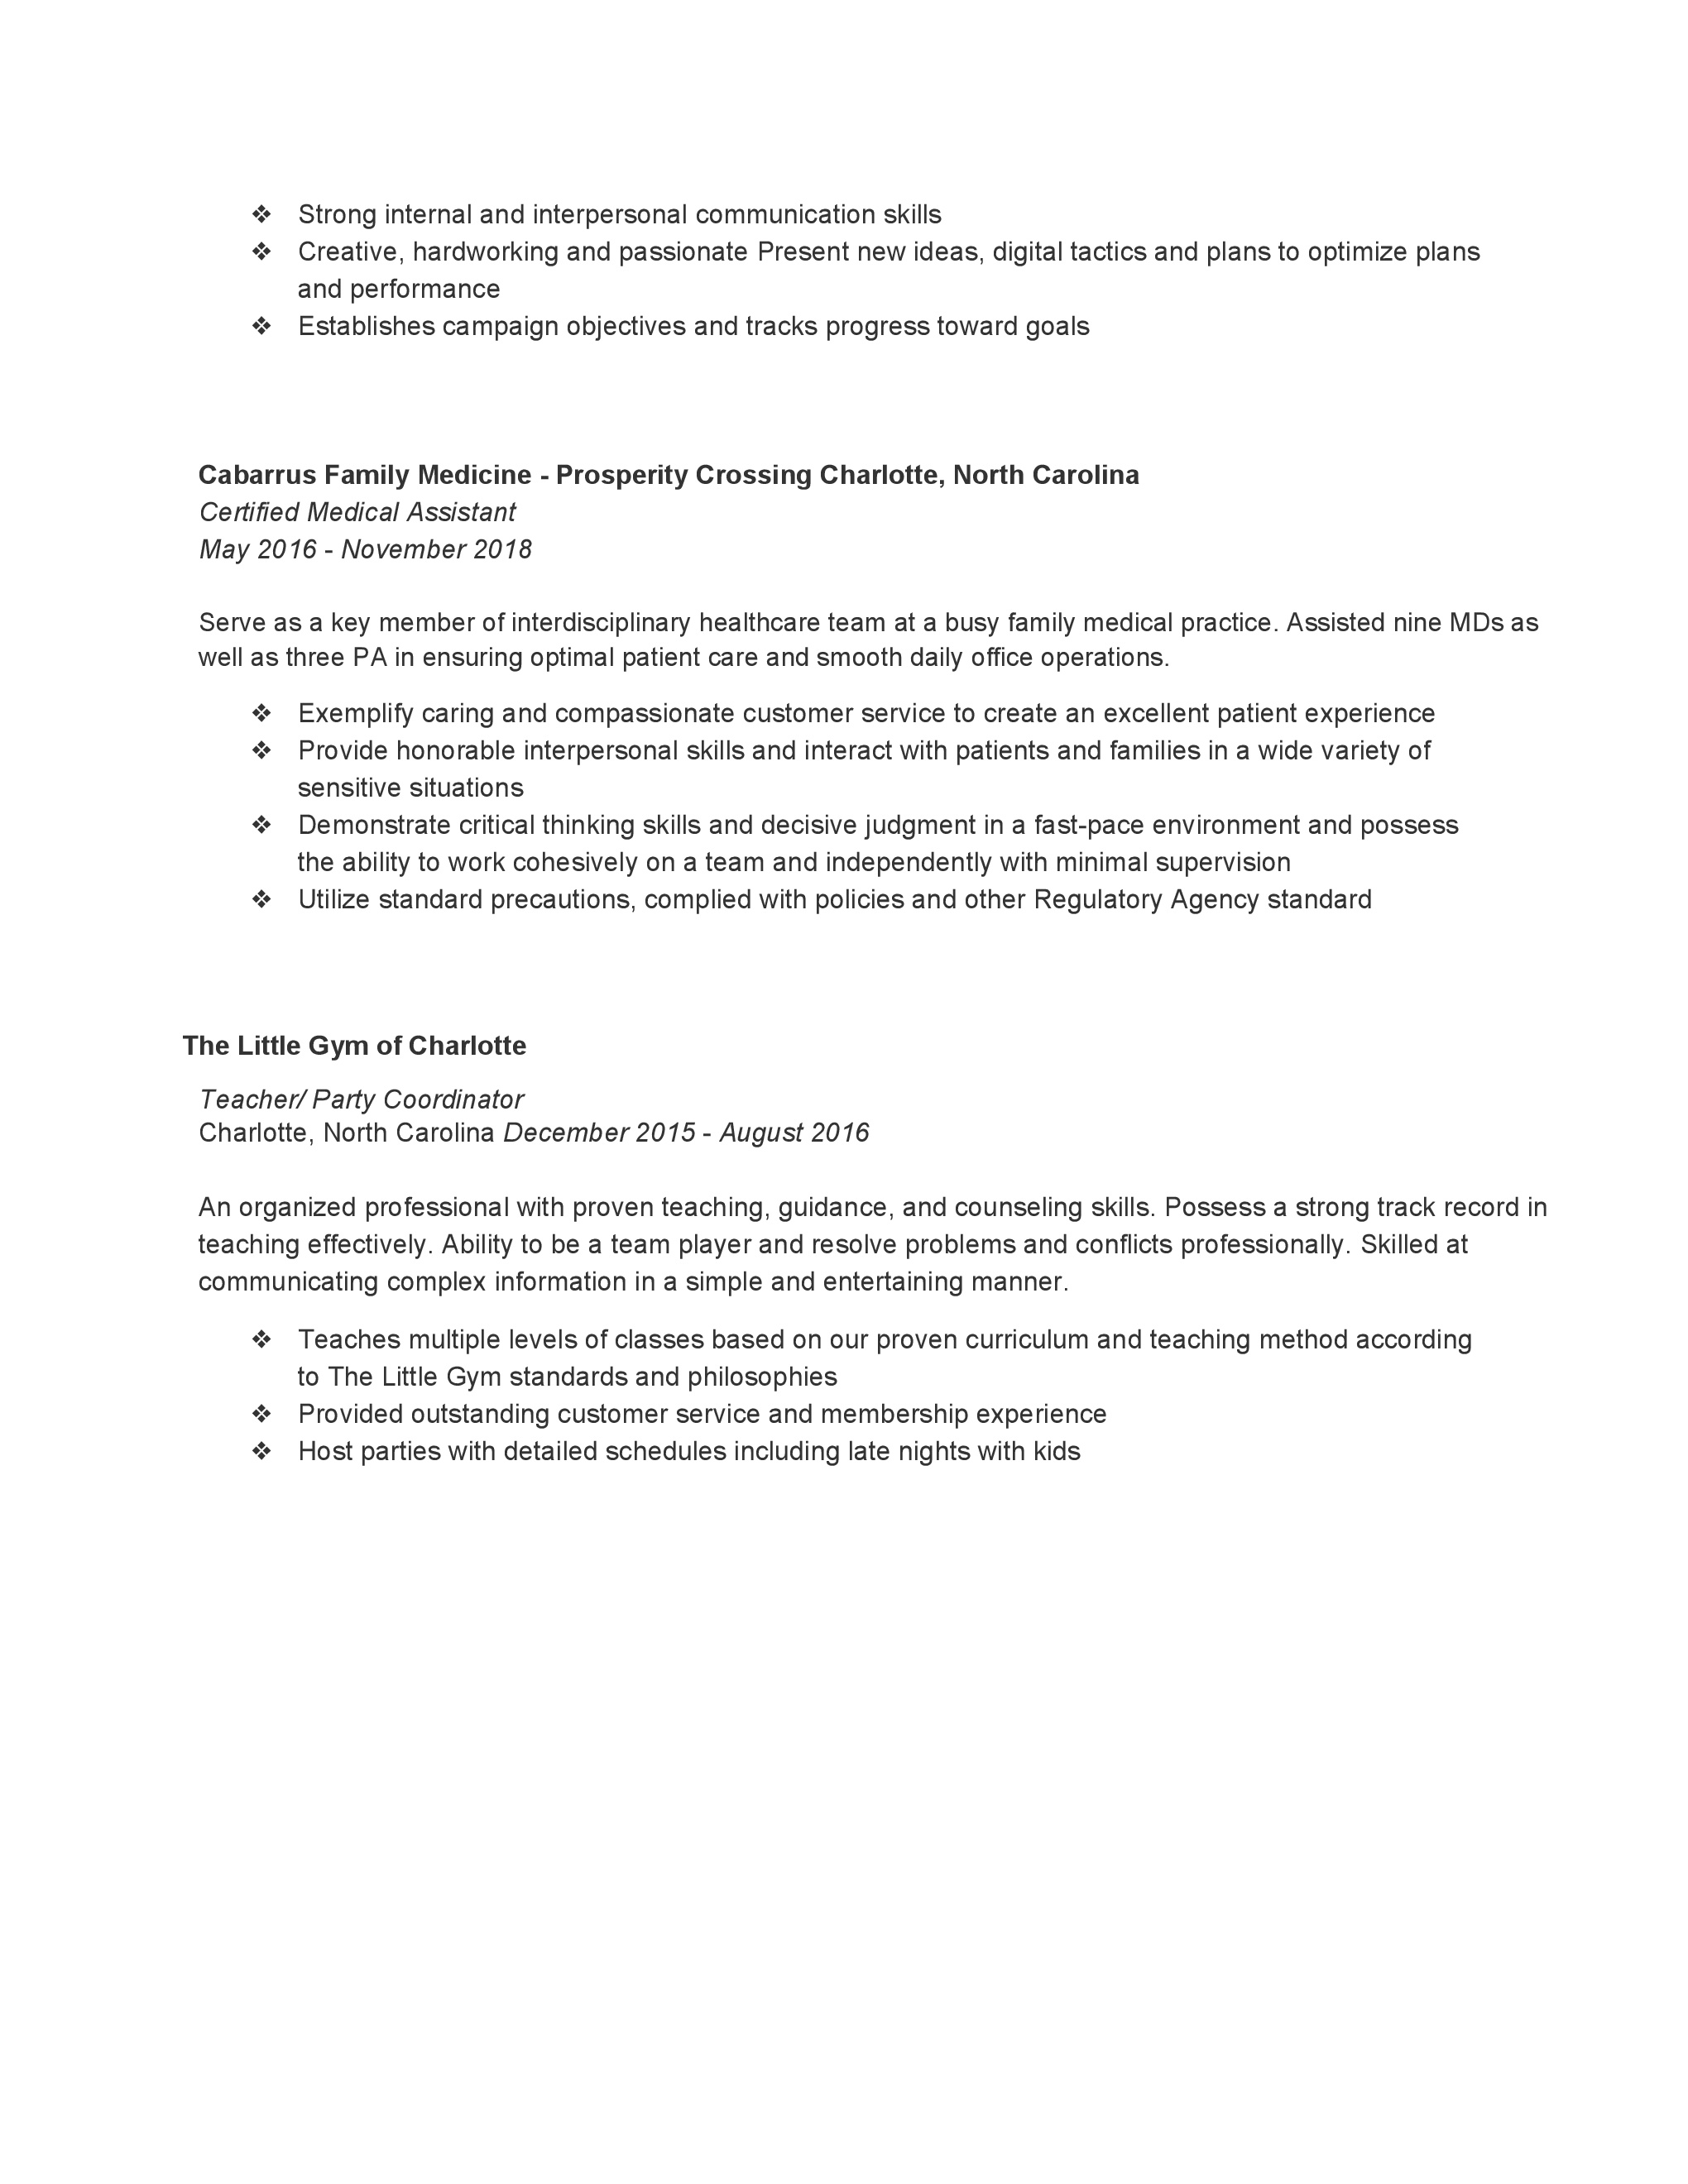 ❖ Strong internal and interpersonal communication skills
❖ Creative, hardworking and passionate Present new ideas, digital tactics and plans to optimize plans
and performance
❖ Establishes campaign objectives and tracks progress toward goals
Cabarrus Family Medicine - Prosperity Crossing Charlotte, North Carolina
Certified Medical Assistant
May 2016 - November 2018
Serve as a key member of interdisciplinary healthcare team at a busy family medical practice. Assisted nine MDs as
well as three PA in ensuring optimal patient care and smooth daily office operations.
❖ Exemplify caring and compassionate customer service to create an excellent patient experience
❖ Provide honorable interpersonal skills and interact with patients and families in a wide variety of
sensitive situations
❖ Demonstrate critical thinking skills and decisive judgment in a fast-pace environment and possess
the ability to work cohesively on a team and independently with minimal supervision
❖ Utilize standard precautions, complied with policies and other Regulatory Agency standard
The Little Gym of Charlotte
Teacher/ Party Coordinator
Charlotte, North Carolina December 2015 - August 2016
An organized professional with proven teaching, guidance, and counseling skills. Possess a strong track record in
teaching effectively. Ability to be a team player and resolve problems and conflicts professionally. Skilled at
communicating complex information in a simple and entertaining manner.
❖ Teaches multiple levels of classes based on our proven curriculum and teaching method according
to The Little Gym standards and philosophies
❖ Provided outstanding customer service and membership experience
❖ Host parties with detailed schedules including late nights with kids